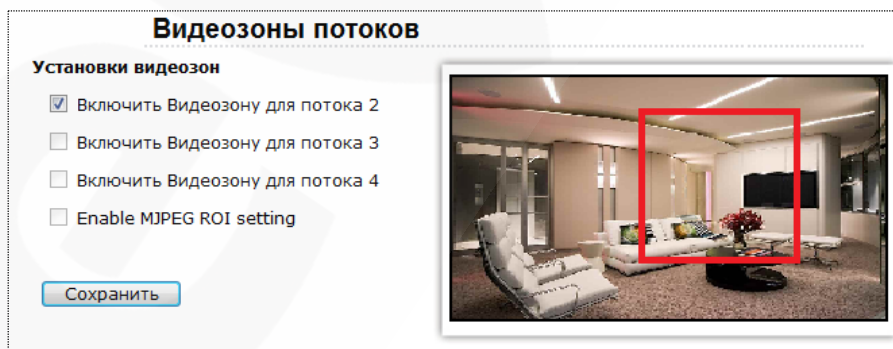 Видеозоны потоков
Установки видеозон
Включить Видеозону для потока 2
Включить Видеозону для потока 3
Включить Видеозону для потока 4
Enable MJPEG ROI setting
Сохранить